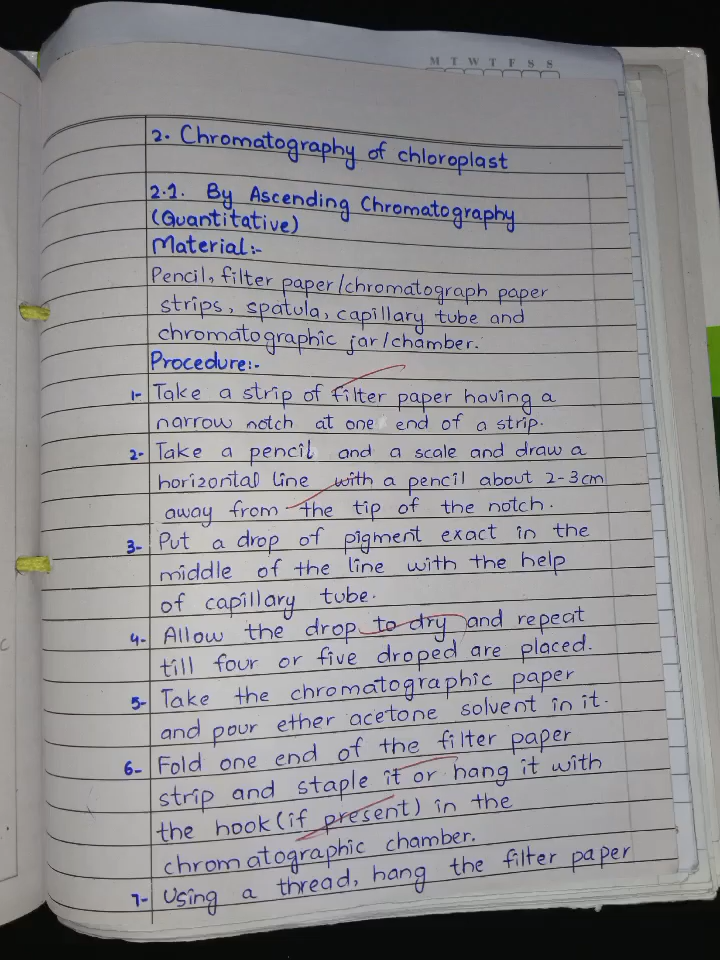 M T W T F S S
2. Chromatography of chloroplast
2.1. By Ascending Chromatography
(Quantitative)
Material:-
Pencil, filter paper/chromatograph paper
strips, spatula, capillary tube and
chromatographic jar/chamber.
Procedure:-
1- Take a strip of filter paper having a
narrow notch at one end of a strip.
2- Take a pencil and a scale and draw a
horizontal line with a pencil about 2-3cm
away from the tip of the notch.
3- Put a drop of pigment exact in the
middle of the line with the help
of capillary tube.
4- Allow the drop to dry and repeat
till four or five droped are placed.
5- Take the chromatographic paper
and pour ether acetone solvent in it.
6- Fold one end of the filter paper
strip and staple it or hang it with
the hook (if present) in the
chromatographic chamber.
7- Using a thread, hang the filter paper